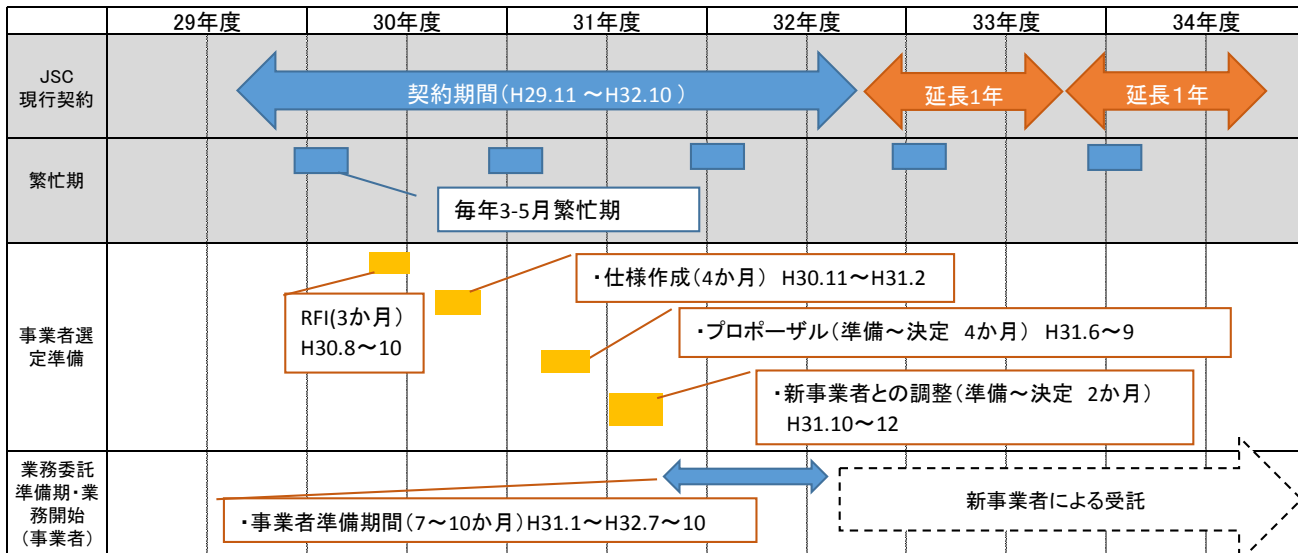 29年度 30年度 31年度 32年度 33年度 34年度
JSC
現行契約
契約期間（H29.11 ～H32.10 ）
延長1年
延長１年
繁忙期
毎年3-5月繁忙期
事業者選
定準備
RFI(3か月）
H30.8～10
・仕様作成（4か月） H30.11～H31.2
・プロポーザル（準備～決定 4か月） H31.6～9
・新事業者との調整（準備～決定 2か月）
H31.10～12
業務委託
準備期・業
務開始
（事業者）
・事業者準備期間（7～10か月）H31.1～H32.7～10
新事業者による受託